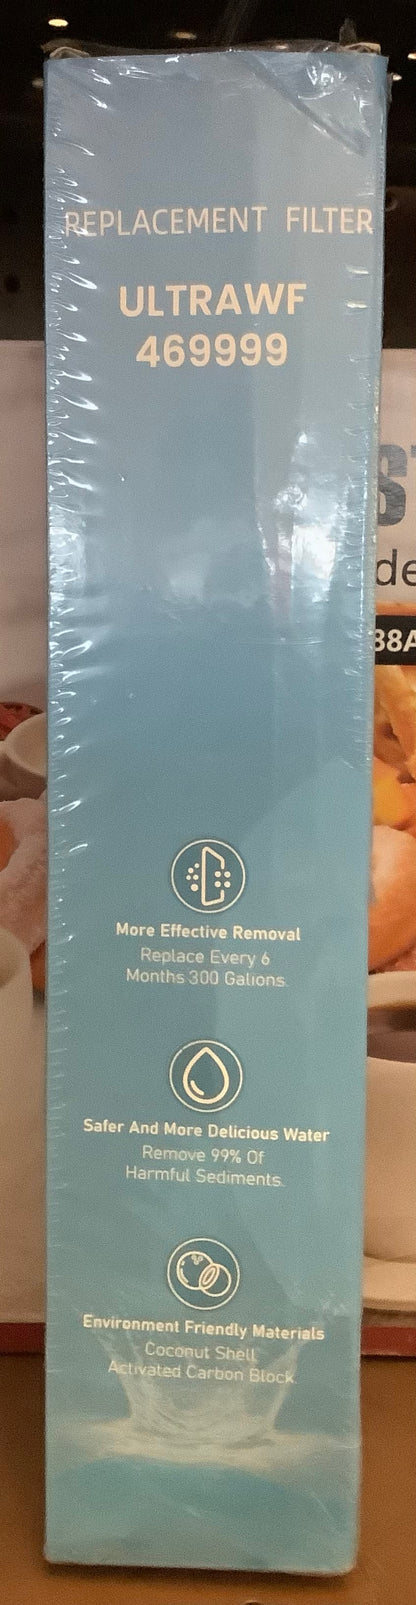 REPLACEMENT FILTER
ULTRAWF
469999
More Effective Removal
Replace Every 6
Months 300 Gallons.
Safer And More Delicious Water
Remove 99% Of
Harmful Sediments.
Environment Friendly Materials
Coconut Shell
Activated Carbon Block.